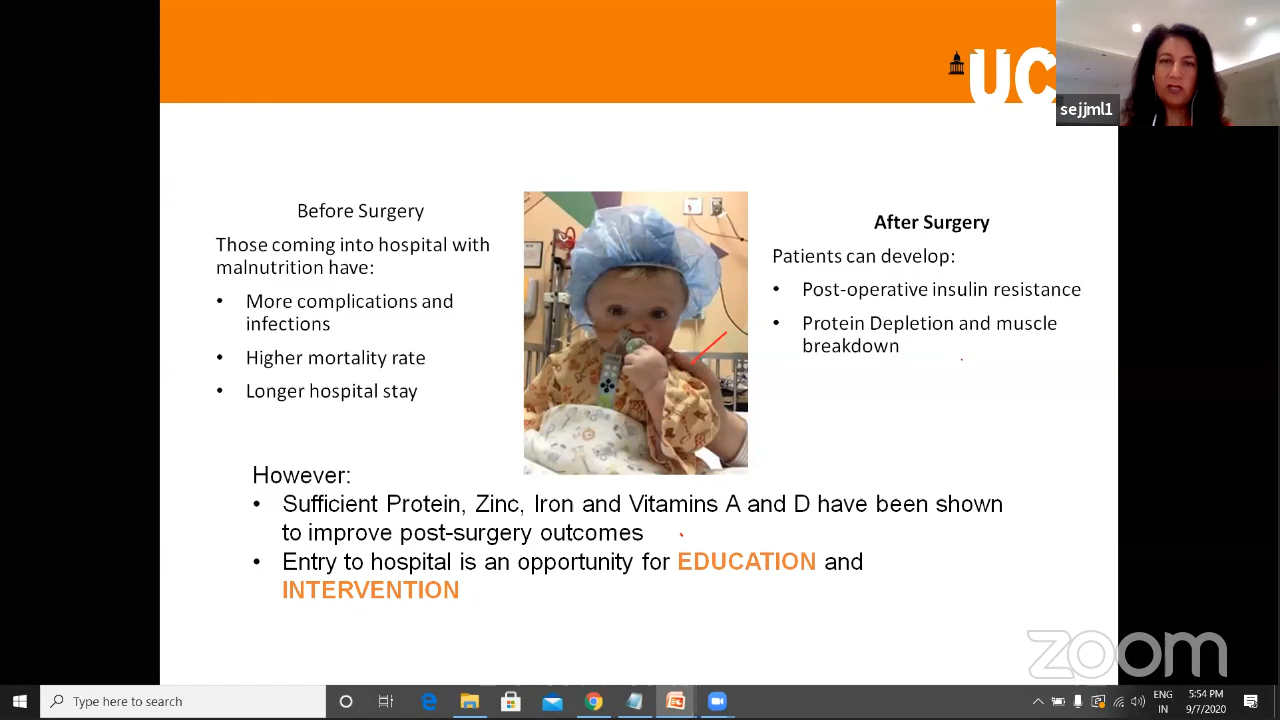 UC
sejjml1
Before Surgery
Those coming into hospital with
malnutrition have:
• More complications and
infections
• Higher mortality rate
• Longer hospital stay
After Surgery
Patients can develop:
• Post-operative insulin resistance
• Protein Depletion and muscle
breakdown
However:
• Sufficient Protein, Zinc, Iron and Vitamins A and D have been shown
to improve post-surgery outcomes
• Entry to hospital is an opportunity for EDUCATION and
INTERVENTION
zoom
Type here to search
ENG
IN
5:54 PM
9/7/2020